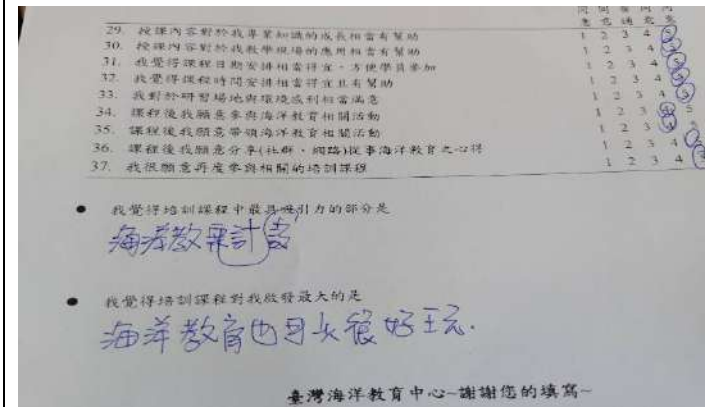 意 意 通 意 意
29. 授課內容對於我專業知識的成長相當有幫助 1 2 3 4 5
30. 授課內容對於我教學現場的應用相當有幫助 1 2 3 4 5
31. 我覺得課程日期安排相當得宜、方便學員參加 1 2 3 4 5
32. 我覺得課程時間安排相當得宜且有幫助 1 2 3 4 5
33. 我對於研習場地與環境感到相當滿意 1 2 3 4 5
34. 課程後我願意參與海洋教育相關活動 1 2 3 4 5
35. 課程後我願意帶領海洋教育相關活動 1 2 3 4 5
36. 課程後我願意分享(社群、網路)從事海洋教育之心得 1 2 3 4 5
37. 我很願意再度參與相關的培訓課程 1 2 3 4 5
● 我覺得培訓課程中最具吸引力的部分是
海洋教案計
● 我覺得培訓課程對我啟發最大的是
海洋教育也可以很好玩.
臺灣海洋教育中心~謝謝您的填寫~